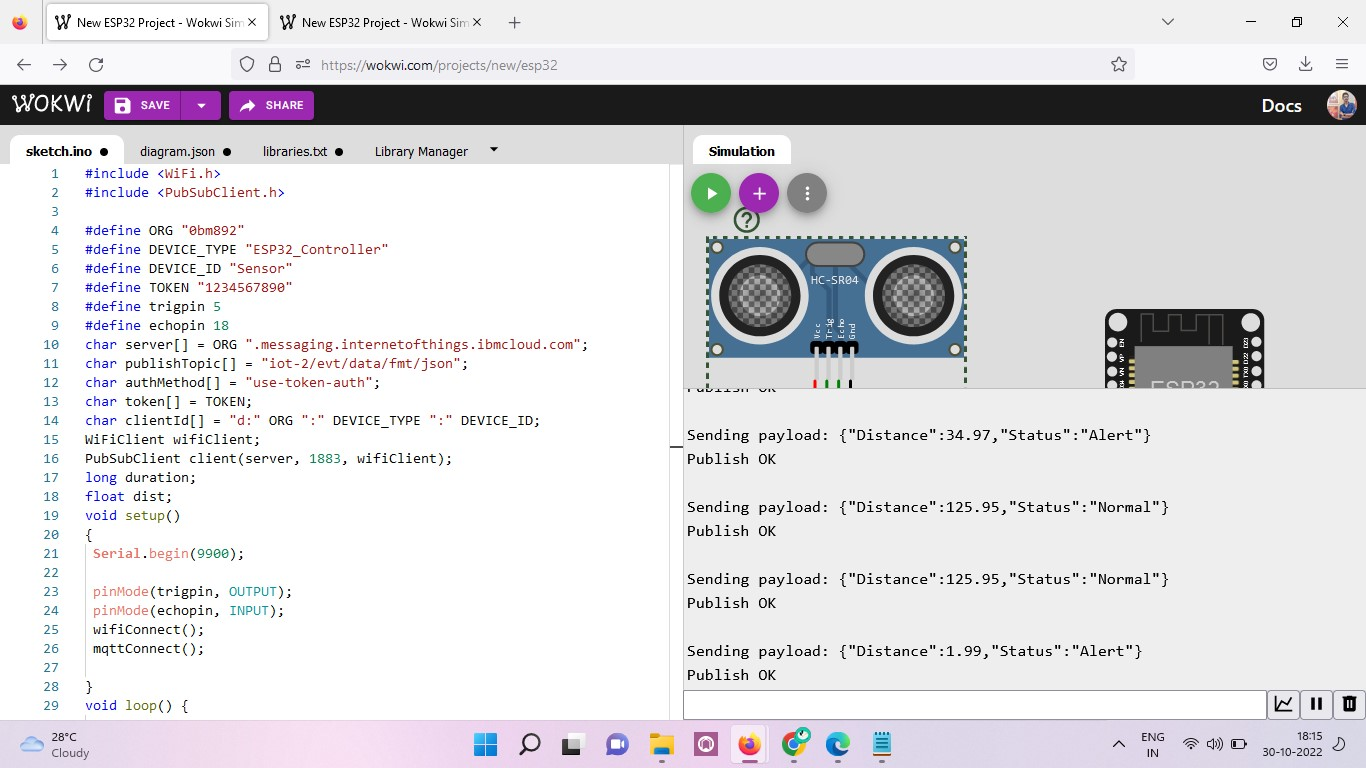 New ESP32 Project - Wokwi Sim
New ESP32 Project - Wokwi Sim
https://wokwi.com/projects/new/esp32
WOKWi
SAVE
SHARE
Docs
sketch.ino
diagram.json
libraries.txt
Library Manager
Simulation
1 #include <WiFi.h>
2 #include <PubSubClient.h>
3
4 #define ORG "0bm892"
5 #define DEVICE_TYPE "ESP32_Controller"
6 #define DEVICE_ID "Sensor"
7 #define TOKEN "1234567890"
8 #define trigpin 5
9 #define echopin 18
10 char server[] = ORG ".messaging.internetofthings.ibmcloud.com";
11 char publishTopic[] = "iot-2/evt/data/fmt/json";
12 char authMethod[] = "use-token-auth";
13 char token[] = TOKEN;
14 char clientId[] = "d:" ORG ":" DEVICE_TYPE ":" DEVICE_ID;
15 WiFiClient wifiClient;
16 PubSubClient client(server, 1883, wifiClient);
17 long duration;
18 float dist;
19 void setup()
20 {
21 Serial.begin(9900);
22
23 pinMode(trigpin, OUTPUT);
24 pinMode(echopin, INPUT);
25 wifiConnect();
26 mqttConnect();
27
28 }
29 void loop() {
?
HC-SR04
Vcc
Trig
Echo
Gnd
EN
VP
VN
D23
D22
TX0
RX0
ESP32
Publish OK
Sending payload: {"Distance":34.97,"Status":"Alert"}
Publish OK
Sending payload: {"Distance":125.95,"Status":"Normal"}
Publish OK
Sending payload: {"Distance":125.95,"Status":"Normal"}
Publish OK
Sending payload: {"Distance":1.99,"Status":"Alert"}
Publish OK
28°C
Cloudy
ENG
IN
18:15
30-10-2022